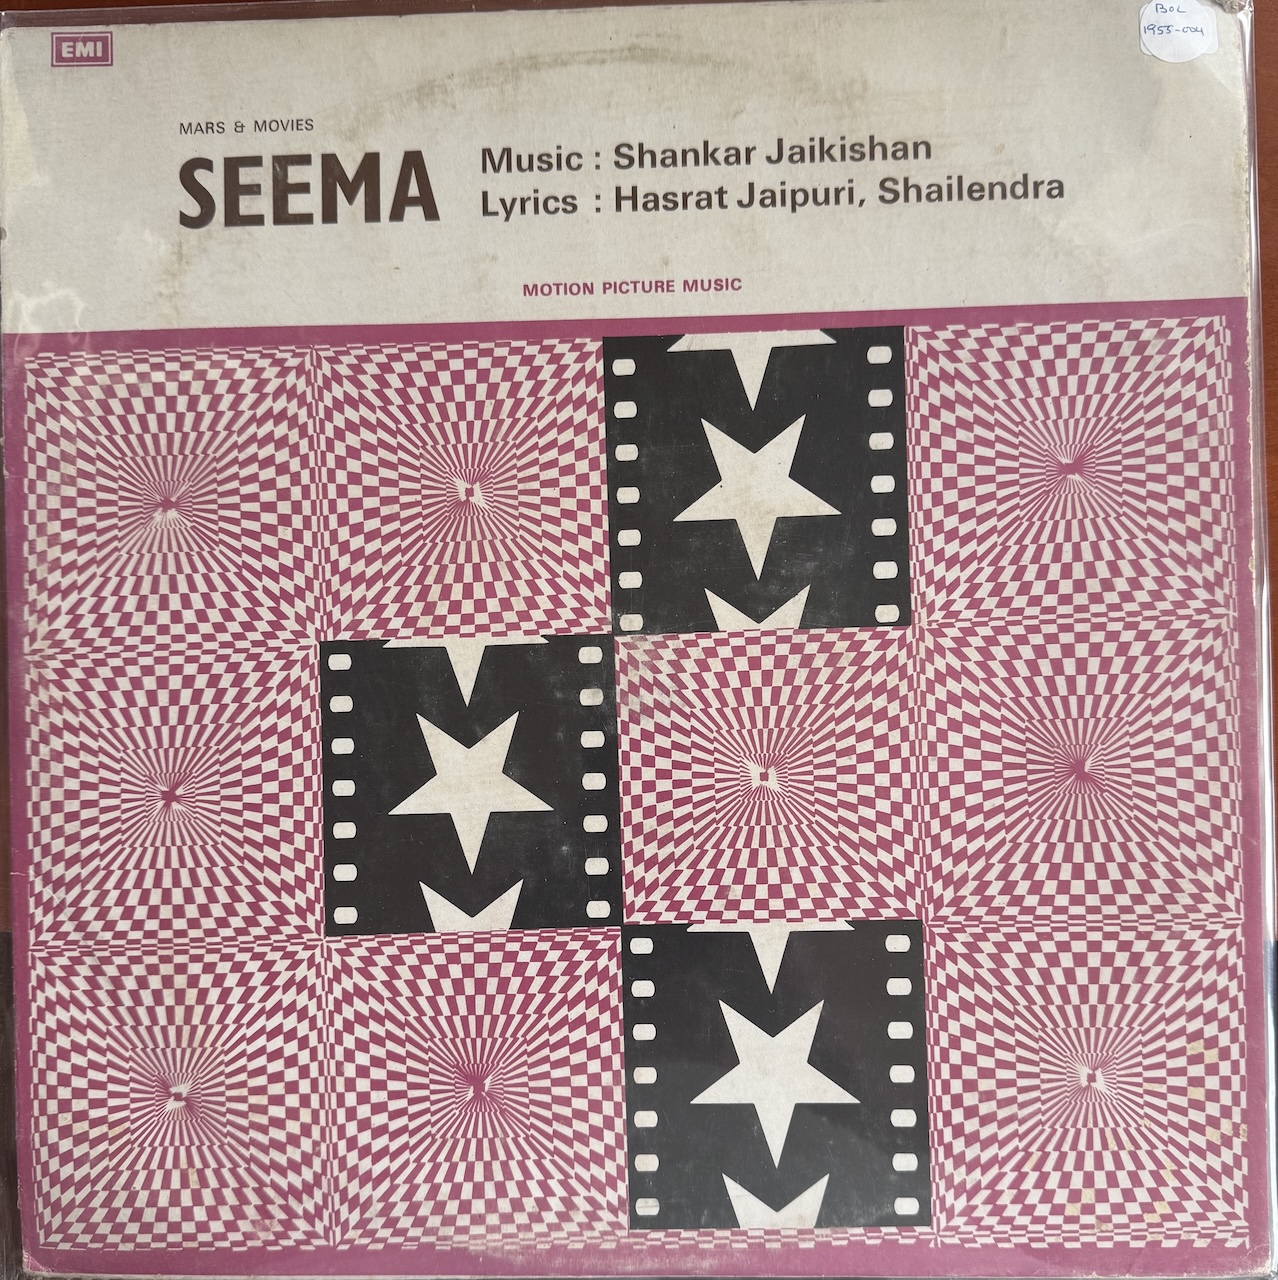 EMI
BOL
1955-004
MARS & MOVIES
SEEMA
Music : Shankar Jaikishan
Lyrics : Hasrat Jaipuri, Shailendra
MOTION PICTURE MUSIC